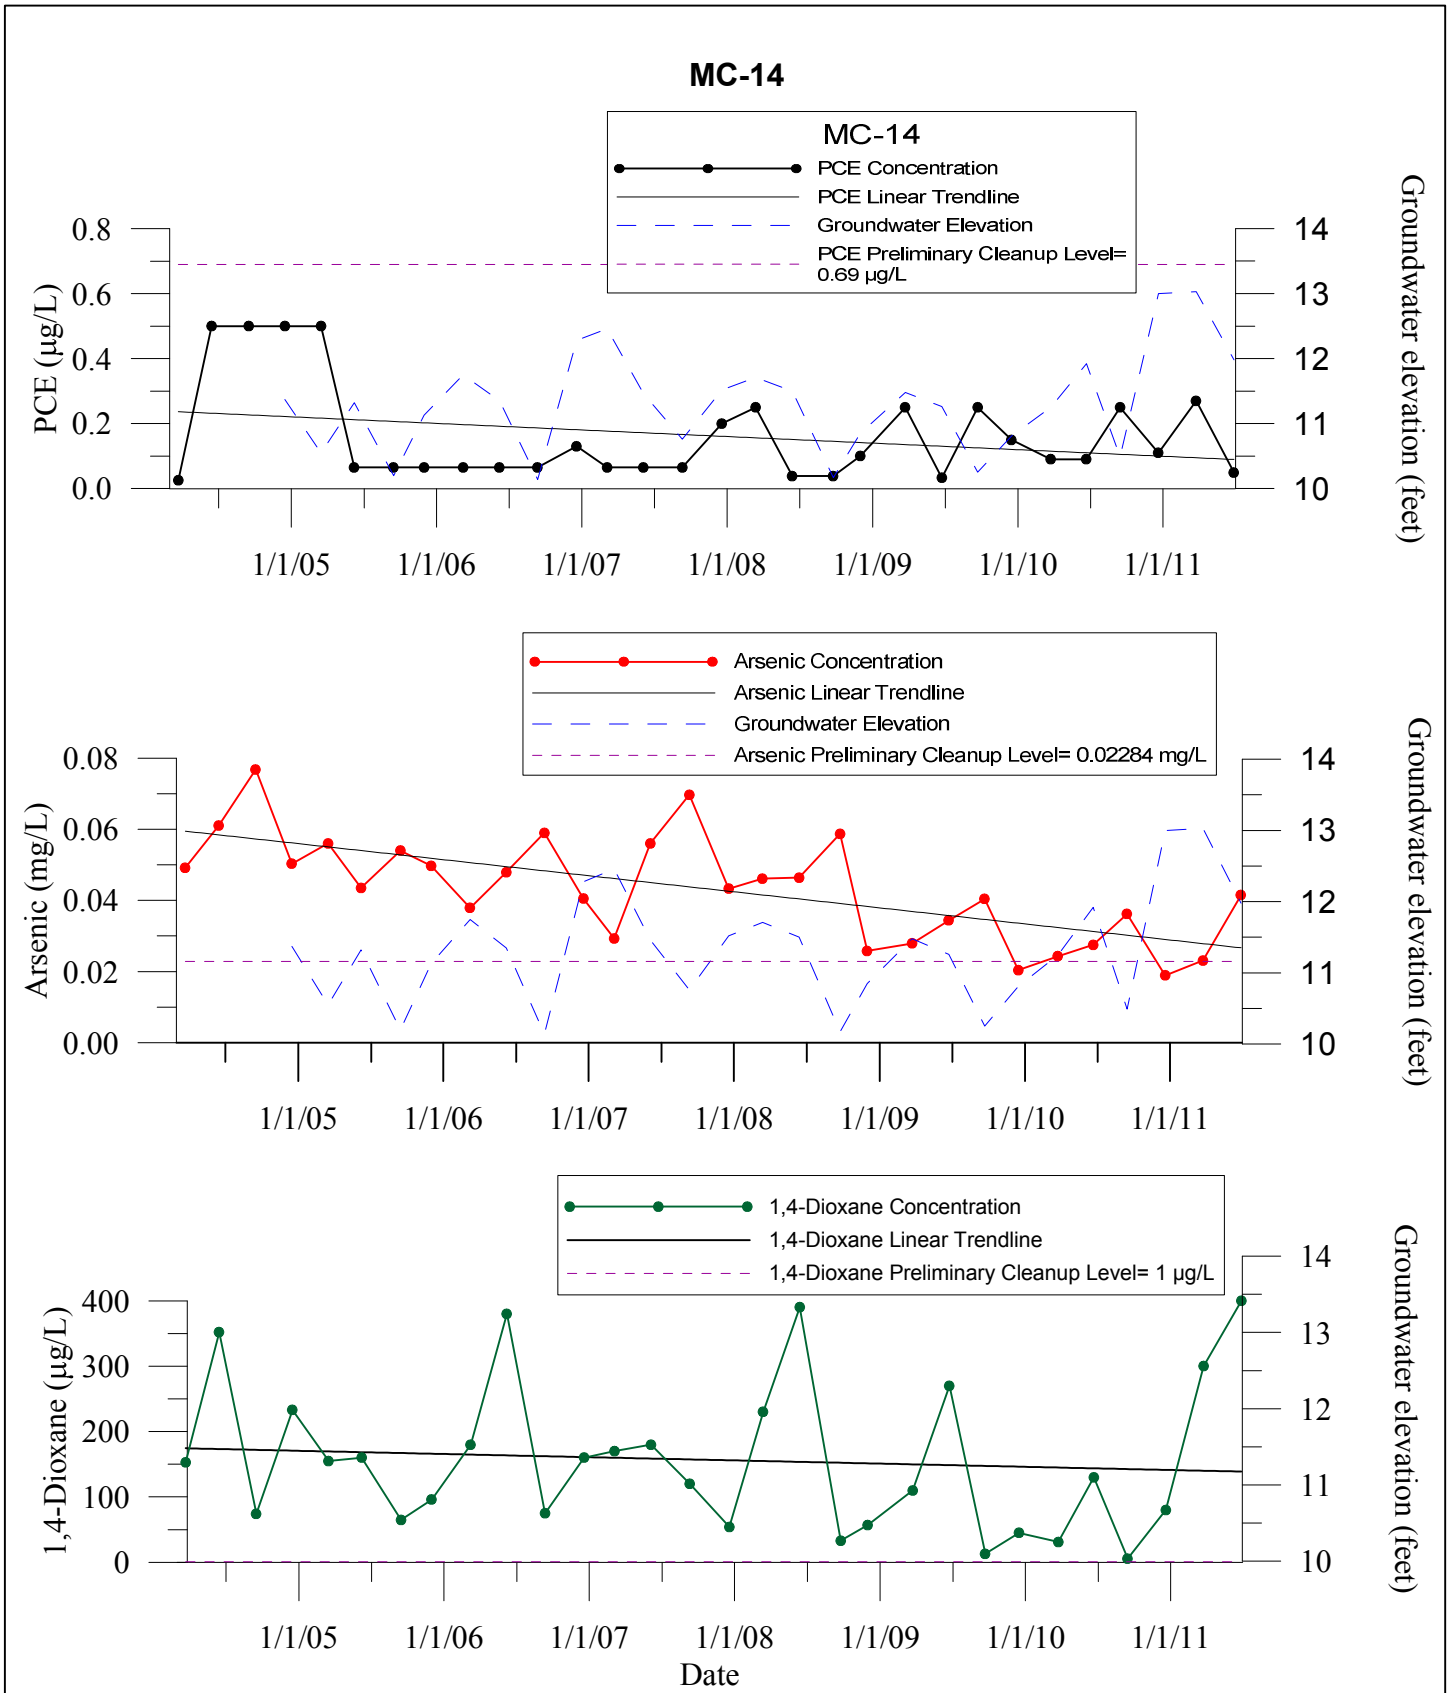 MC-14
MC-14
PCE Concentration
PCE Linear Trendline
Groundwater Elevation
PCE Preliminary Cleanup Level=
0.69 µg/L
PCE (µg/L)
0.8
0.6
0.4
0.2
0.0
14
13
12
11
10
Groundwater elevation (feet)
1/1/05 1/1/06 1/1/07 1/1/08 1/1/09 1/1/10 1/1/11
Arsenic Concentration
Arsenic Linear Trendline
Groundwater Elevation
Arsenic Preliminary Cleanup Level= 0.02284 mg/L
Arsenic (mg/L)
0.08
0.06
0.04
0.02
0.00
14
13
12
11
10
Groundwater elevation (feet)
1/1/05 1/1/06 1/1/07 1/1/08 1/1/09 1/1/10 1/1/11
1,4-Dioxane Concentration
1,4-Dioxane Linear Trendline
1,4-Dioxane Preliminary Cleanup Level= 1 µg/L
1,4-Dioxane (µg/L)
400
300
200
100
0
14
13
12
11
10
Groundwater elevation (feet)
1/1/05 1/1/06 1/1/07 1/1/08 1/1/09 1/1/10 1/1/11
Date